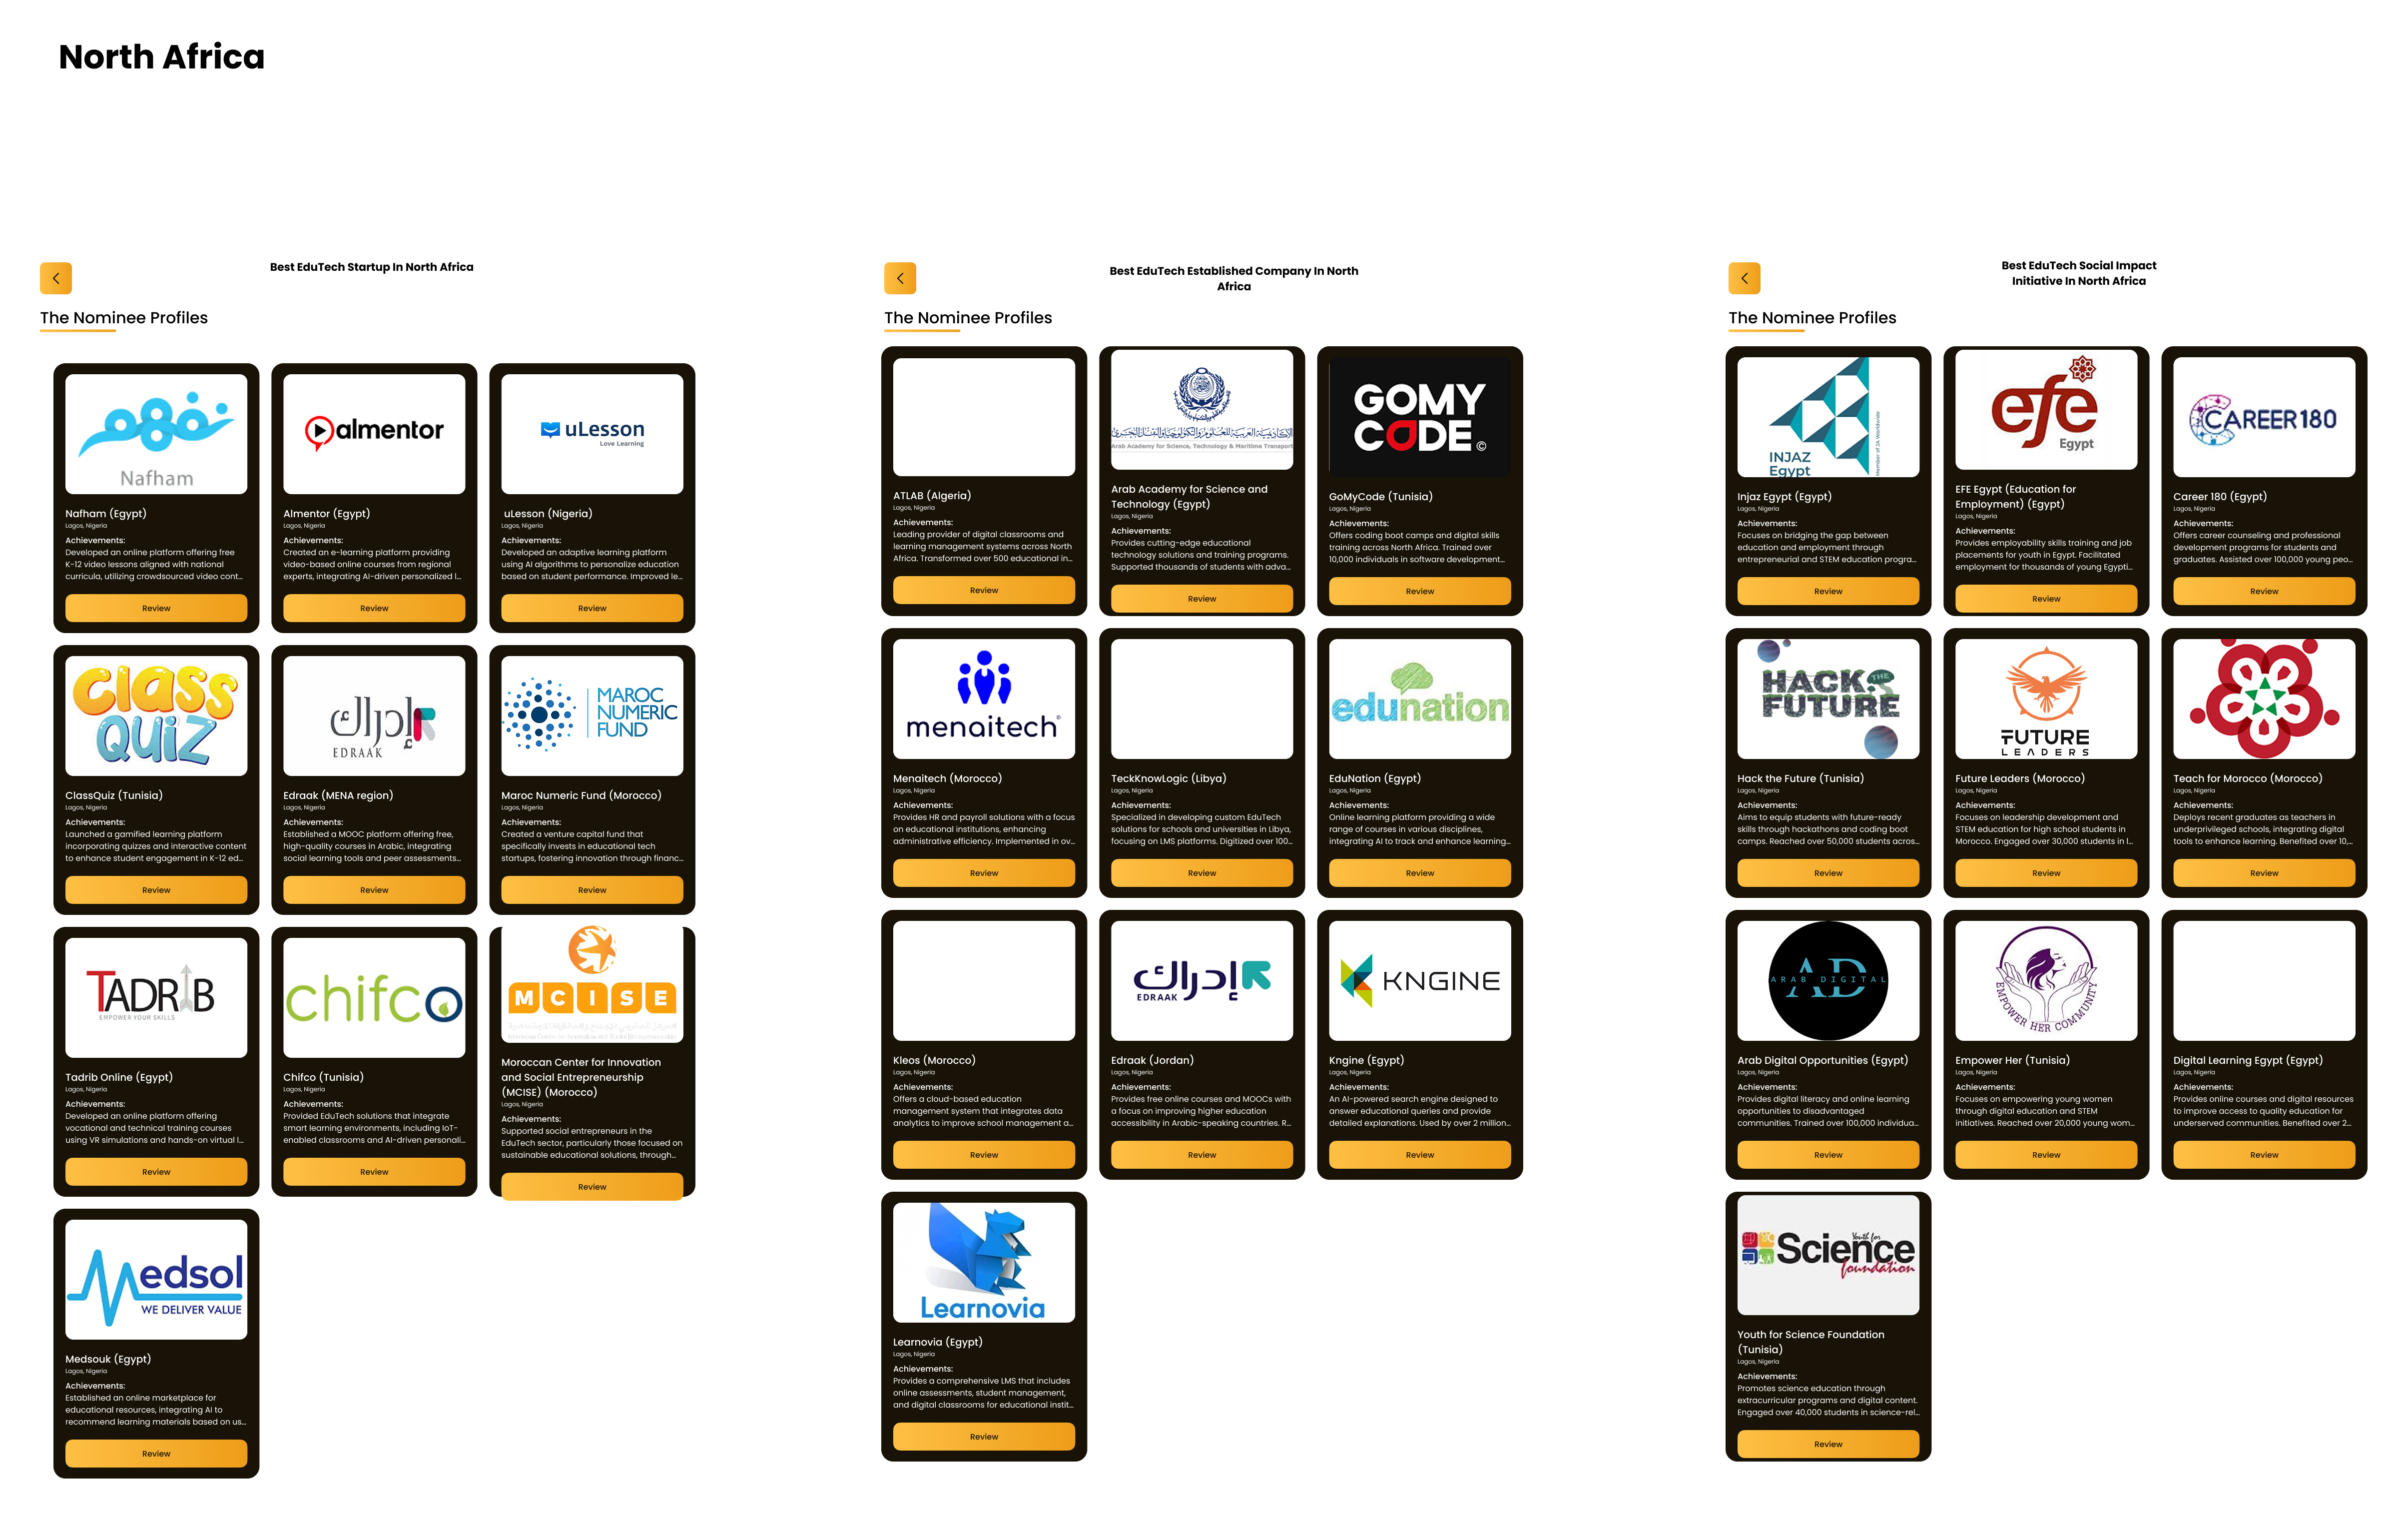 North Africa
Best EduTech Startup In North Africa
The Nominee Profiles
Nafham
Nafham (Egypt)
Lagos, Nigeria
Achievements:
Developed an online platform offering free
K-12 video lessons aligned with national
curricula, utilizing crowdsourced video cont...
Review
almentor
Almentor (Egypt)
Lagos, Nigeria
Achievements:
Created an e-learning platform providing
video-based online courses from regional
experts, integrating AI-driven personalized l...
Review
uLesson
Love Learning
uLesson (Nigeria)
Lagos, Nigeria
Achievements:
Developed an adaptive learning platform
using AI algorithms to personalize education
based on student performance. Improved le...
Review
Class
QUIZ
ClassQuiz (Tunisia)
Lagos, Nigeria
Achievements:
Launched a gamified learning platform
incorporating quizzes and interactive content
to enhance student engagement in K-12 ed...
Review
إدراك
EDRAAK
Edraak (MENA region)
Lagos, Nigeria
Achievements:
Established a MOOC platform offering free,
high-quality courses in Arabic, integrating
social learning tools and peer assessments...
Review
MAROC
NUMERIC
FUND
Maroc Numeric Fund (Morocco)
Lagos, Nigeria
Achievements:
Created a venture capital fund that
specifically invests in educational tech
startups, fostering innovation through financ...
Review
TADRIB
EMPOWER YOUR SKILLS
Tadrib Online (Egypt)
Lagos, Nigeria
Achievements:
Developed an online platform offering
vocational and technical training courses
using VR simulations and hands-on virtual l...
Review
chifco
Chifco (Tunisia)
Lagos, Nigeria
Achievements:
Provided EduTech solutions that integrate
smart learning environments, including IoT-
enabled classrooms and AI-driven personali...
Review
MCISE
Moroccan Center for Innovation
and Social Entrepreneurship
(MCISE) (Morocco)
Lagos, Nigeria
Achievements:
Supported social entrepreneurs in the
EduTech sector, particularly those focused on
sustainable educational solutions, through...
Review
Medsol
WE DELIVER VALUE
Medsouk (Egypt)
Lagos, Nigeria
Achievements:
Established an online marketplace for
educational resources, integrating AI to
recommend learning materials based on us...
Review
Best EduTech Established Company In North
Africa
The Nominee Profiles
ATLAB (Algeria)
Lagos, Nigeria
Achievements:
Leading provider of digital classrooms and
learning management systems across North
Africa. Transformed over 500 educational in...
Review
الأكاديمية العربية للعلوم والتكنولوجيا والنقل البحري
Arab Academy for Science, Technology & Maritime Transport
Arab Academy for Science and
Technology (Egypt)
Lagos, Nigeria
Achievements:
Provides cutting-edge educational
technology solutions and training programs.
Supported thousands of students with adva...
Review
GOMY
CODE ©
GoMyCode (Tunisia)
Lagos, Nigeria
Achievements:
Offers coding boot camps and digital skills
training across North Africa. Trained over
10,000 individuals in software development...
Review
menaitech®
Menaitech (Morocco)
Lagos, Nigeria
Achievements:
Provides HR and payroll solutions with a focus
on educational institutions, enhancing
administrative efficiency. Implemented in ov...
Review
TeckKnowLogic (Libya)
Lagos, Nigeria
Achievements:
Specialized in developing custom EduTech
solutions for schools and universities in Libya,
focusing on LMS platforms. Digitized over 100...
Review
edunation
EduNation (Egypt)
Lagos, Nigeria
Achievements:
Online learning platform providing a wide
range of courses in various disciplines,
integrating AI to track and enhance learning...
Review
Kleos (Morocco)
Lagos, Nigeria
Achievements:
Offers a cloud-based education
management system that integrates data
analytics to improve school management a...
Review
إدراك
EDRAAK
Edraak (Jordan)
Lagos, Nigeria
Achievements:
Provides free online courses and MOOCs with
a focus on improving higher education
accessibility in Arabic-speaking countries. R...
Review
KNGINE
Kngine (Egypt)
Lagos, Nigeria
Achievements:
An AI-powered search engine designed to
answer educational queries and provide
detailed explanations. Used by over 2 million...
Review
Learnovia
Learnovia (Egypt)
Lagos, Nigeria
Achievements:
Provides a comprehensive LMS that includes
online assessments, student management,
and digital classrooms for educational instit...
Review
Best EduTech Social Impact
Initiative In North Africa
The Nominee Profiles
INJAZ
Egypt
Member of JA Worldwide
Injaz Egypt (Egypt)
Lagos, Nigeria
Achievements:
Focuses on bridging the gap between
education and employment through
entrepreneurial and STEM education progra...
Review
efe
Egypt
EFE Egypt (Education for
Employment) (Egypt)
Lagos, Nigeria
Achievements:
Provides employability skills training and job
placements for youth in Egypt. Facilitated
employment for thousands of young Egypti...
Review
CAREER 180
Career 180 (Egypt)
Lagos, Nigeria
Achievements:
Offers career counseling and professional
development programs for students and
graduates. Assisted over 100,000 young peo...
Review
HACK THE
FUTURE
Hack the Future (Tunisia)
Lagos, Nigeria
Achievements:
Aims to equip students with future-ready
skills through hackathons and coding boot
camps. Reached over 50,000 students acros...
Review
FUTURE
LEADERS
Future Leaders (Morocco)
Lagos, Nigeria
Achievements:
Focuses on leadership development and
STEM education for high school students in
Morocco. Engaged over 30,000 students in l...
Review
Teach for Morocco (Morocco)
Lagos, Nigeria
Achievements:
Deploys recent graduates as teachers in
underprivileged schools, integrating digital
tools to enhance learning. Benefited over 10,...
Review
AD
ARAB DIGITAL
Arab Digital Opportunities (Egypt)
Lagos, Nigeria
Achievements:
Provides digital literacy and online learning
opportunities to disadvantaged
communities. Trained over 100,000 individua...
Review
EMPOWER HER COMMUNITY
Empower Her (Tunisia)
Lagos, Nigeria
Achievements:
Focuses on empowering young women
through digital education and STEM
initiatives. Reached over 20,000 young wom...
Review
Digital Learning Egypt (Egypt)
Lagos, Nigeria
Achievements:
Provides online courses and digital resources
to improve access to quality education for
underserved communities. Benefited over 2...
Review
Youth for
Science
foundation
Youth for Science Foundation
(Tunisia)
Lagos, Nigeria
Achievements:
Promotes science education through
extracurricular programs and digital content.
Engaged over 40,000 students in science-rel...
Review